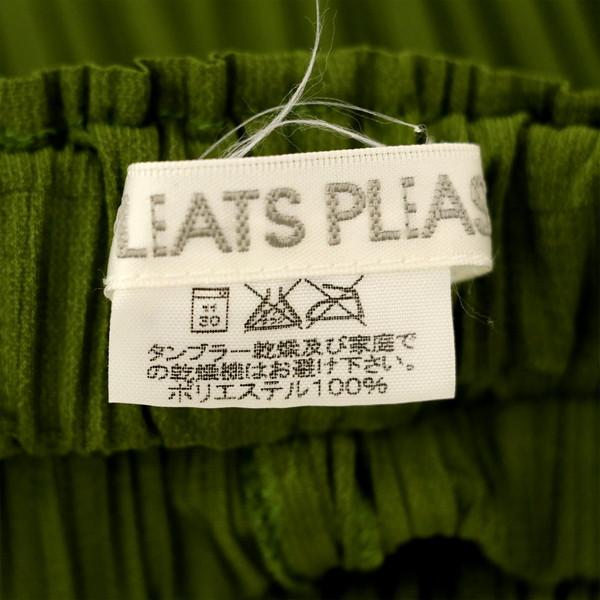 LEATS PLEAS
30
タンブラー乾燥及び家庭で
の乾燥機はお避け下さい。
ポリエステル100%